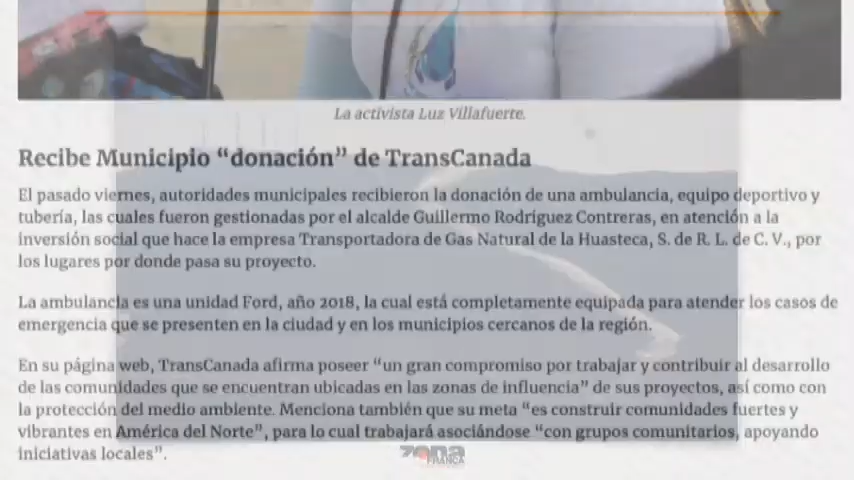 La activista Luz Villafuerte.
Recibe Municipio “donación” de TransCanada
El pasado viernes, autoridades municipales recibieron la donación de una ambulancia, equipo deportivo y
tubería, las cuales fueron gestionadas por el alcalde Guillermo Rodríguez Contreras, en atención a la
inversión social que hace la empresa Transportadora de Gas Natural de la Huasteca, S. de R. L. de C. V., por
los lugares por donde pasa su proyecto.
La ambulancia es una unidad Ford, año 2018, la cual está completamente equipada para atender los casos de
emergencia que se presenten en la ciudad y en los municipios cercanos de la región.
En su página web, TransCanada afirma poseer “un gran compromiso por trabajar y contribuir al desarrollo
de las comunidades que se encuentran ubicadas en las zonas de influencia” de sus proyectos, así como con
la protección del medio ambiente. Menciona también que su meta “es construir comunidades fuertes y
vibrantes en América del Norte”, para lo cual trabajará asociándose “con grupos comunitarios, apoyando
iniciativas locales”.
zona
FRANCA